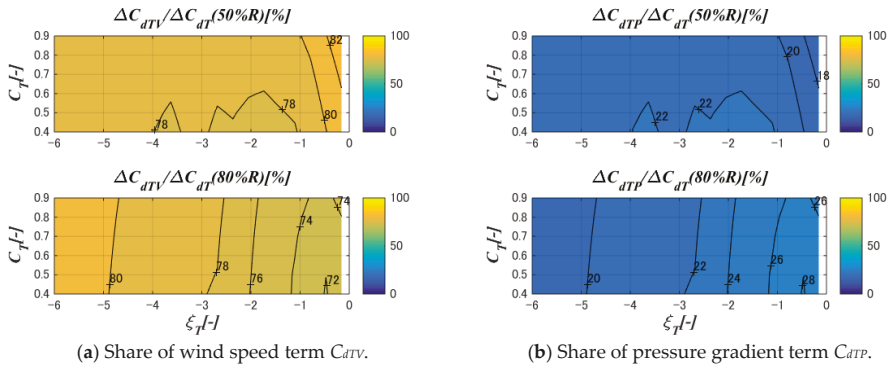 ΔC_dTV/ΔC_dT(50%R)[%]
C_T[-]
0.9
0.8
0.7
0.6
0.5
0.4
-6 -5 -4 -3 -2 -1 0
78 78 80 82
100
50
0
ΔC_dTP/ΔC_dT(50%R)[%]
C_T[-]
0.9
0.8
0.7
0.6
0.5
0.4
-6 -5 -4 -3 -2 -1 0
22 22 20 18
100
50
0
ΔC_dTV/ΔC_dT(80%R)[%]
C_T[-]
0.9
0.8
0.7
0.6
0.5
0.4
-6 -5 -4 -3 -2 -1 0
80 78 76 74 74 72
ξ_T[-]
100
50
0
ΔC_dTP/ΔC_dT(80%R)[%]
C_T[-]
0.9
0.8
0.7
0.6
0.5
0.4
-6 -5 -4 -3 -2 -1 0
20 22 24 26 26 28
ξ_T[-]
100
50
0
(a) Share of wind speed term C_dTV.
(b) Share of pressure gradient term C_dTP.